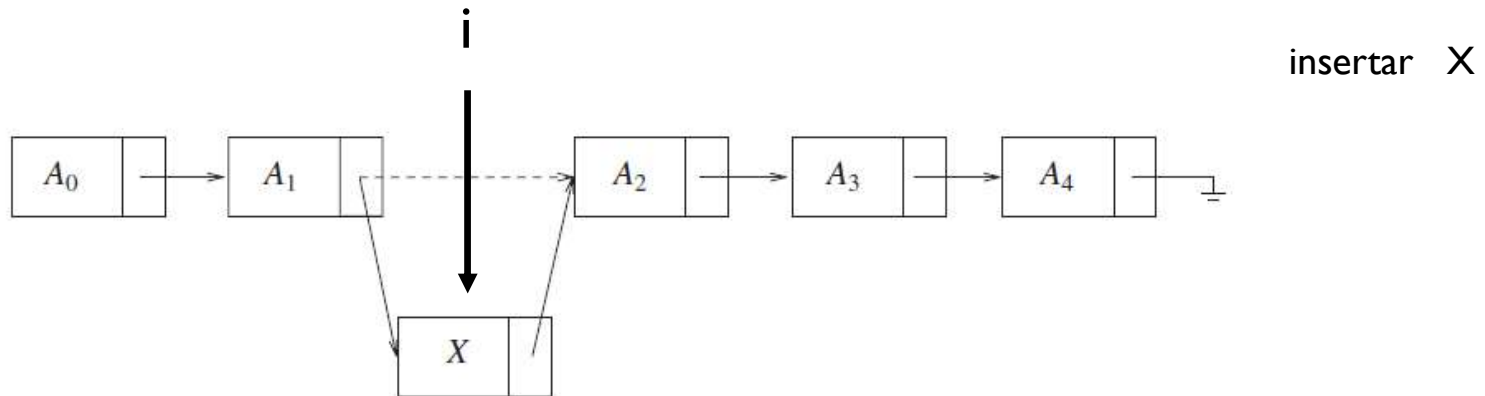 i
insertar X
A₀ A₁ A₂ A₃ A₄
X